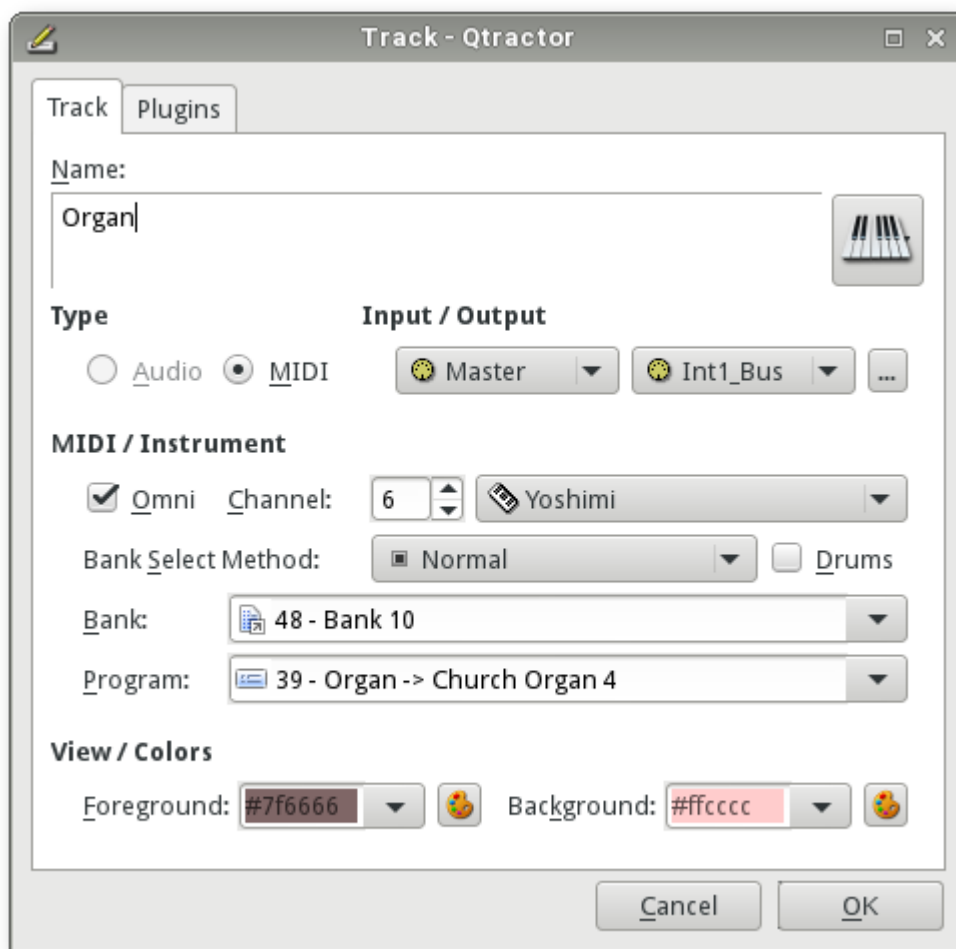 Track - Qtractor
Track Plugins
Name:
Organ
Type Input / Output
Audio MIDI Master Int1_Bus ...
MIDI / Instrument
Omni Channel: 6 Yoshimi
Bank Select Method: Normal Drums
Bank: 48 - Bank 10
Program: 39 - Organ -> Church Organ 4
View / Colors
Foreground: #7f6666 Background: #ffcccc
Cancel OK